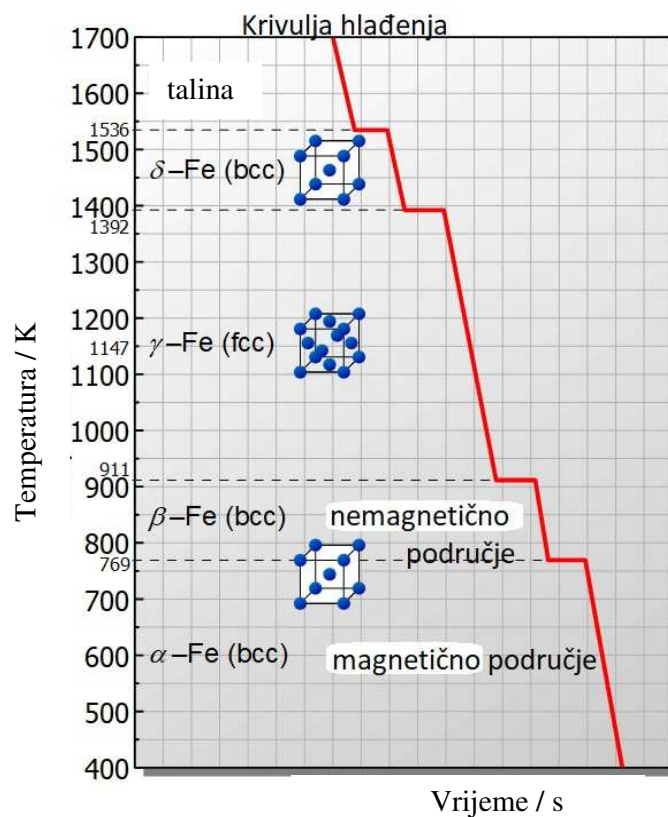 Krivulja hlađenja
1700
talina
1600
1536
1500
δ–Fe (bcc)
1400
1392
1300
1200
γ–Fe (fcc)
1147
1100
1000
911
900
β–Fe (bcc)
nemagnetično
područje
800
769
700
α–Fe (bcc)
magnetično područje
600
500
400
Temperatura / K
Vrijeme / s